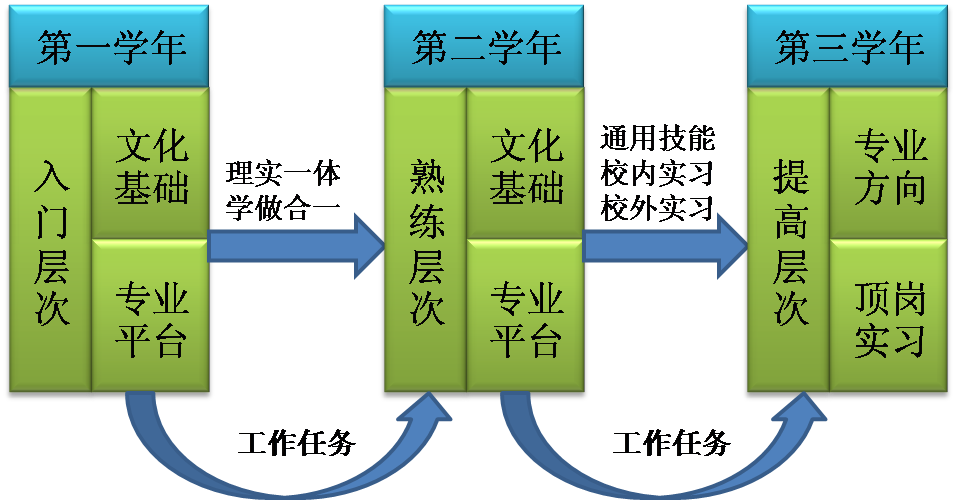 第一学年
入门层次
文化
基础
专业
平台
理实一体
学做合一
工作任务
第二学年
熟练层次
文化
基础
专业
平台
通用技能
校内实习
校外实习
工作任务
第三学年
提高层次
专业
方向
顶岗
实习